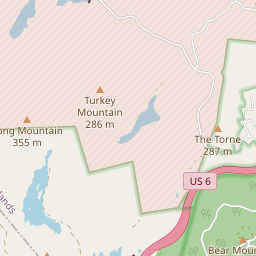 Turkey
Mountain
286 m
ong Mountain
355 m
The Torne
287 m
US 6
lands
Bear Moun